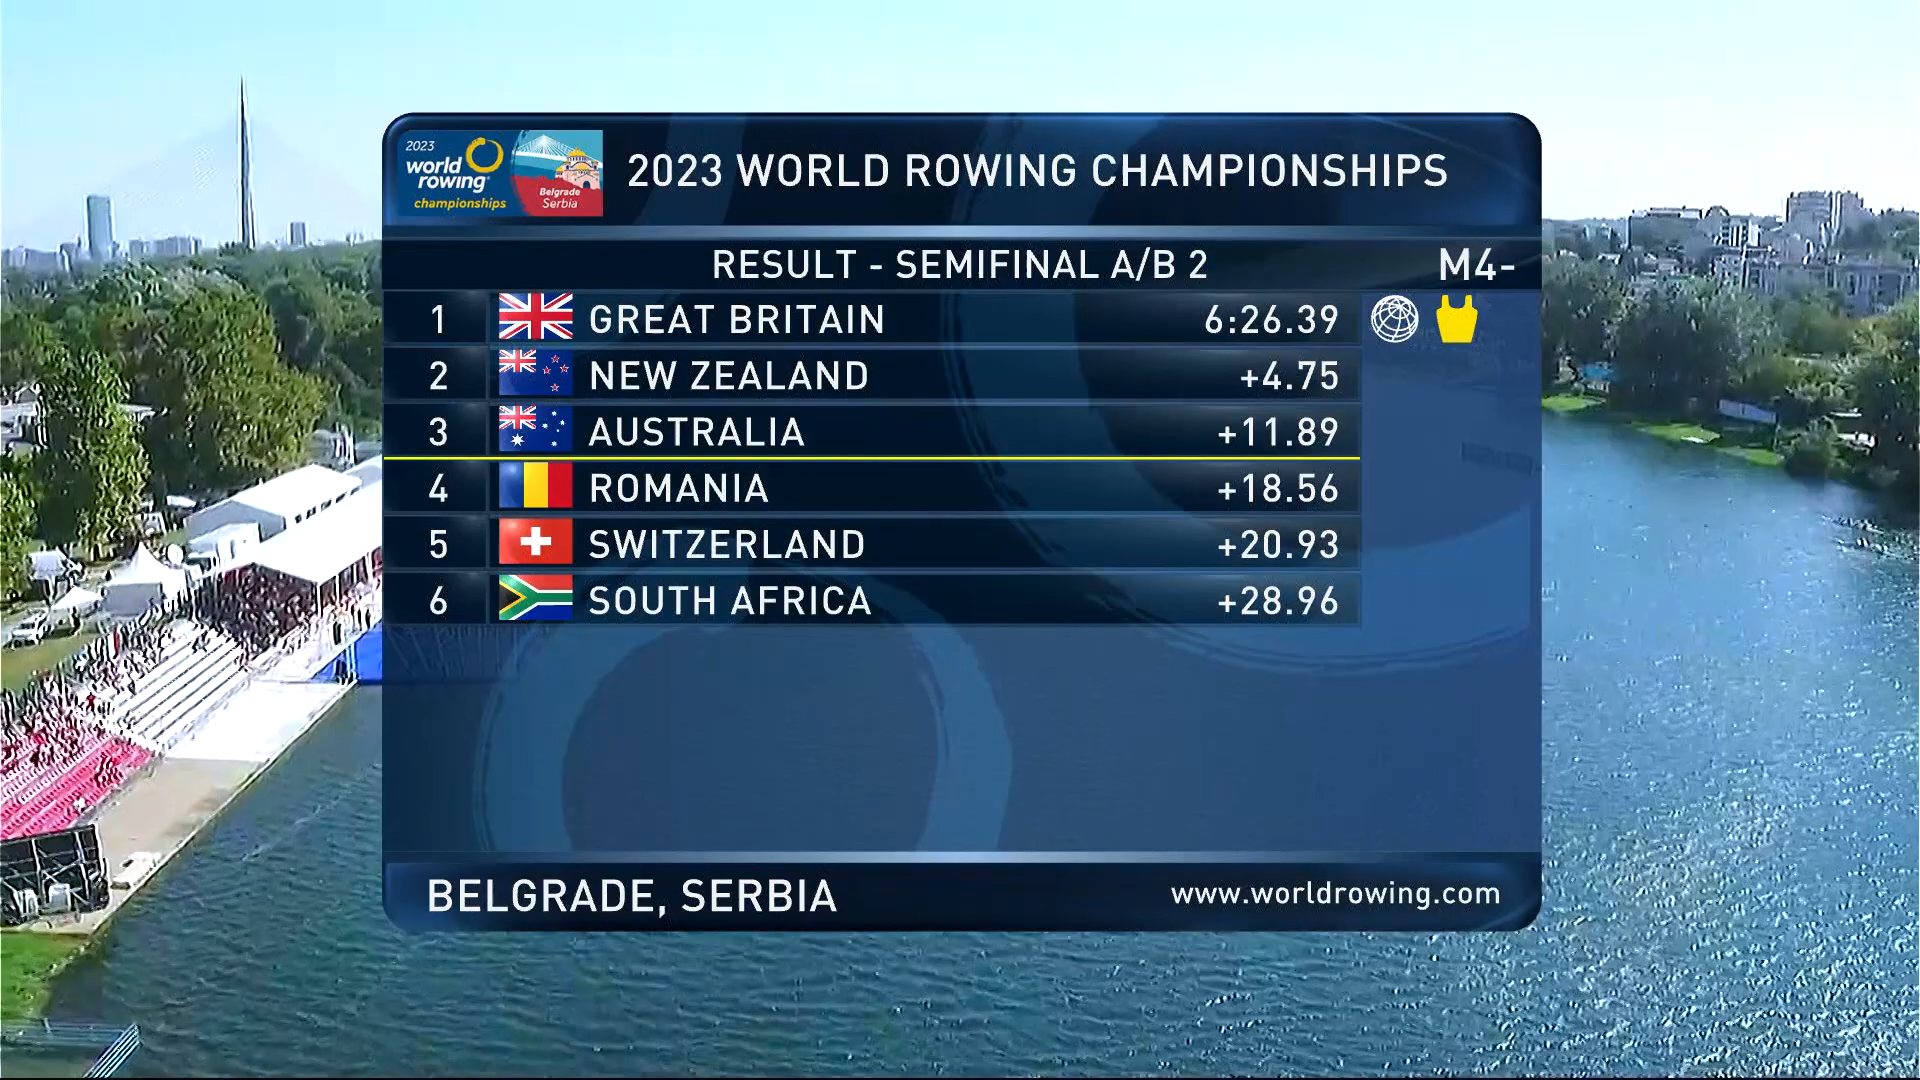 2023
world
rowing
championships
Belgrade
Serbia
2023 WORLD ROWING CHAMPIONSHIPS
RESULT - SEMIFINAL A/B 2 M4-
1 GREAT BRITAIN 6:26.39
2 NEW ZEALAND +4.75
3 AUSTRALIA +11.89
4 ROMANIA +18.56
5 SWITZERLAND +20.93
6 SOUTH AFRICA +28.96
BELGRADE, SERBIA www.worldrowing.com